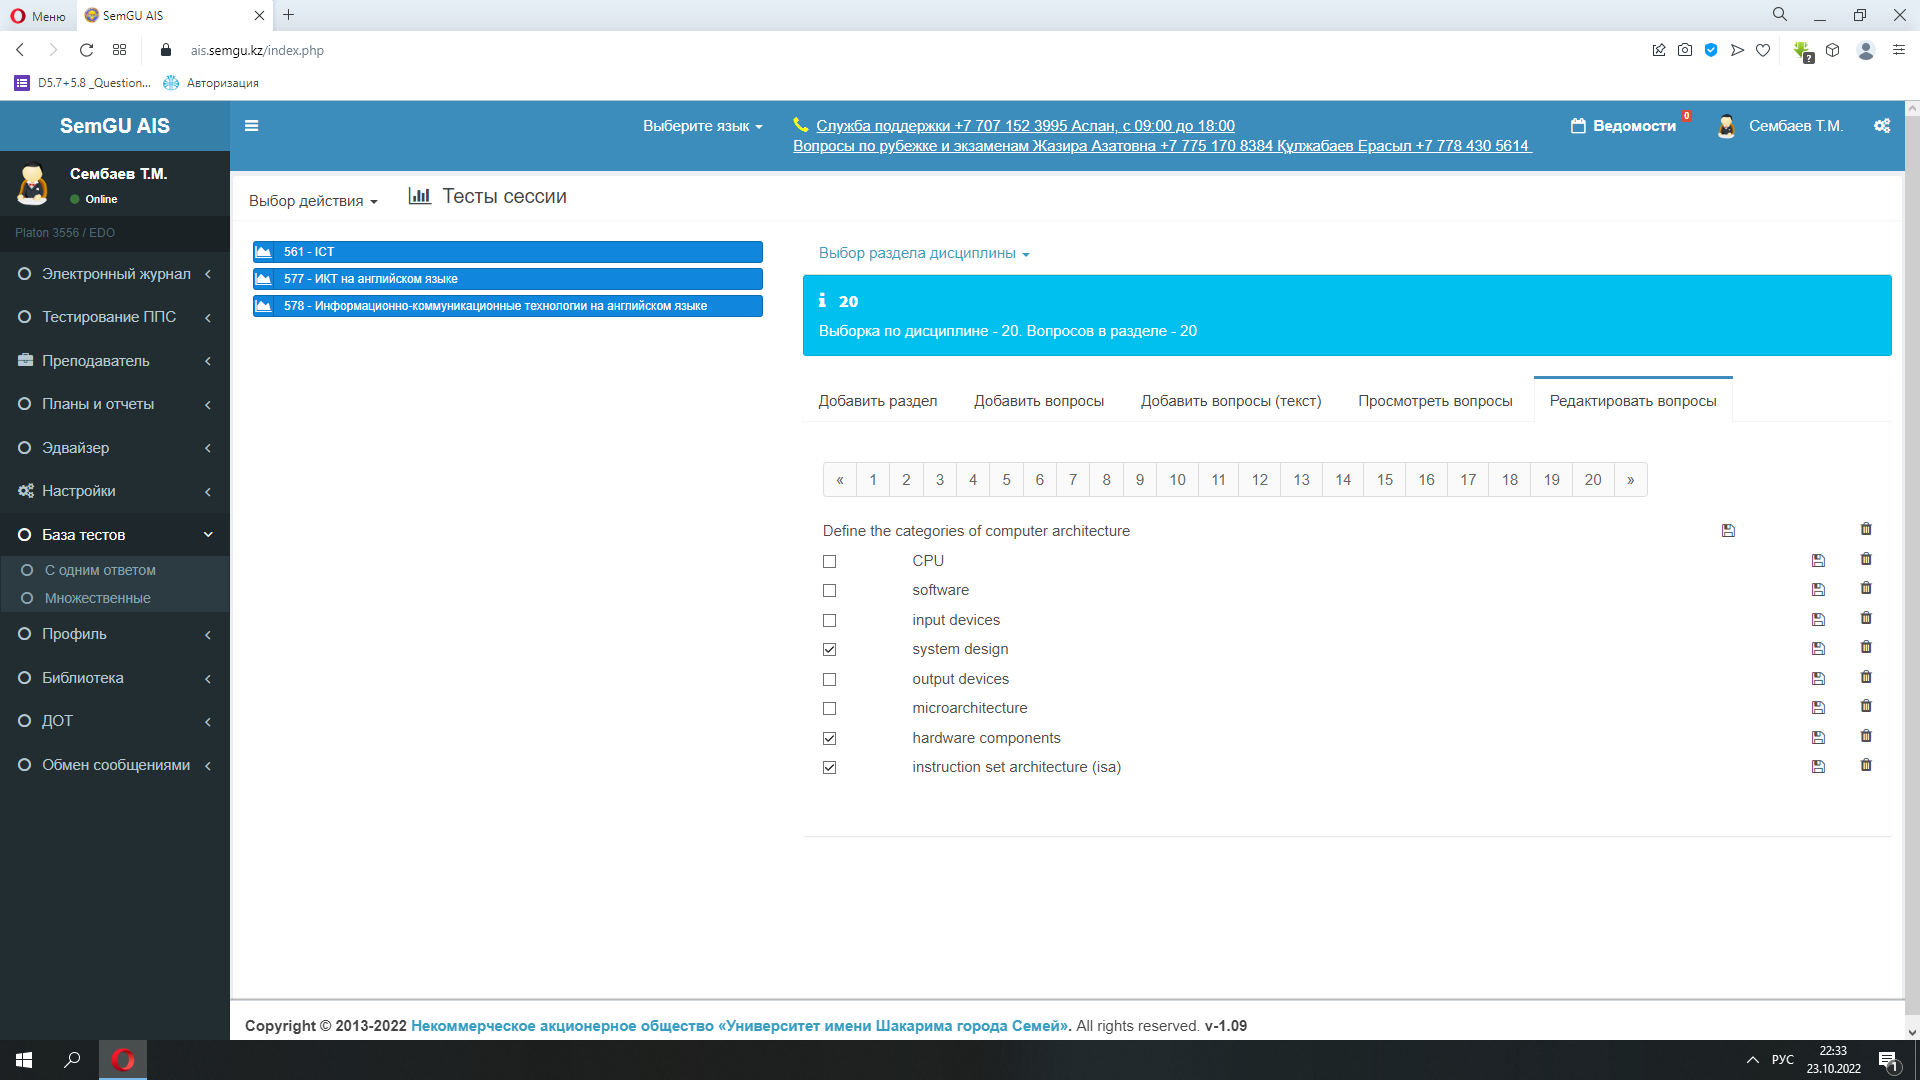 Меню
SemGU AIS
ais.semgu.kz/index.php
D5.7+5.8 _Question...
Авторизация
SemGU AIS
Выберите язык
Служба поддержки +7 707 152 3995 Аслан, с 09:00 до 18:00
Вопросы по рубежке и экзаменам Жазира Азатовна +7 775 170 8384 Құлжабаев Ерасыл +7 778 430 5614
Ведомости
0
Сембаев Т.М.
Сембаев Т.М.
Online
Platon 3556 / EDO
Электронный журнал
Тестирование ППС
Преподаватель
Планы и отчеты
Эдвайзер
Настройки
База тестов
С одним ответом
Множественные
Профиль
Библиотека
ДОТ
Обмен сообщениями
Выбор действия
Тесты сессии
561 - ICT
577 - ИКТ на английском языке
578 - Информационно-коммуникационные технологии на английском языке
Выбор раздела дисциплины
20
Выборка по дисциплине - 20. Вопросов в разделе - 20
Добавить раздел
Добавить вопросы
Добавить вопросы (текст)
Просмотреть вопросы
Редактировать вопросы
« 1 2 3 4 5 6 7 8 9 10 11 12 13 14 15 16 17 18 19 20 »
Define the categories of computer architecture
CPU
software
input devices
system design
output devices
microarchitecture
hardware components
instruction set architecture (isa)
Copyright © 2013-2022 Некоммерческое акционерное общество «Университет имени Шакарима города Семей». All rights reserved. v-1.09
РУС
22:33
23.10.2022
1